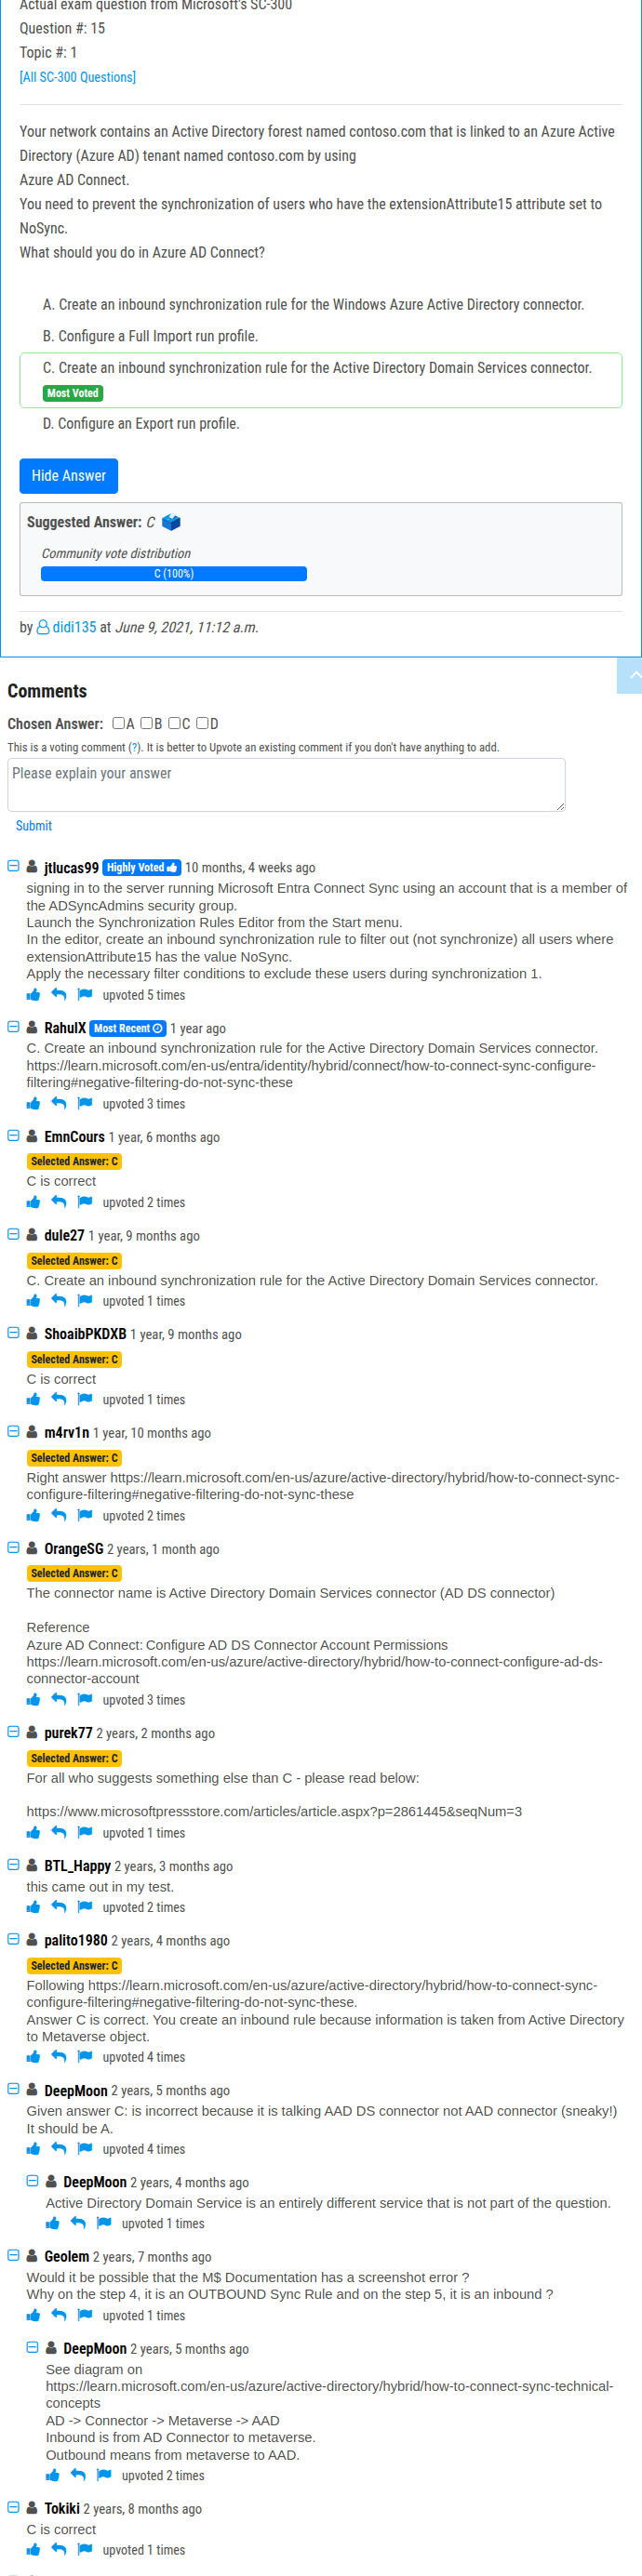 Actual exam question from Microsoft's SC-300
Question #: 15
Topic #: 1
[All SC-300 Questions]
Your network contains an Active Directory forest named contoso.com that is linked to an Azure Active
Directory (Azure AD) tenant named contoso.com by using
Azure AD Connect.
You need to prevent the synchronization of users who have the extensionAttribute15 attribute set to
NoSync.
What should you do in Azure AD Connect?
A. Create an inbound synchronization rule for the Windows Azure Active Directory connector.
B. Configure a Full Import run profile.
C. Create an inbound synchronization rule for the Active Directory Domain Services connector.
Most Voted
D. Configure an Export run profile.
Hide Answer
Suggested Answer: C
Community vote distribution
C (100%)
by didi135 at June 9, 2021, 11:12 a.m.
Comments
Chosen Answer: A B C D
This is a voting comment (?). It is better to Upvote an existing comment if you don't have anything to add.
Please explain your answer
Submit
jtlucas99 Highly Voted 10 months, 4 weeks ago
signing in to the server running Microsoft Entra Connect Sync using an account that is a member of
the ADSyncAdmins security group.
Launch the Synchronization Rules Editor from the Start menu.
In the editor, create an inbound synchronization rule to filter out (not synchronize) all users where
extensionAttribute15 has the value NoSync.
Apply the necessary filter conditions to exclude these users during synchronization 1.
upvoted 5 times
RahulX Most Recent 1 year ago
C. Create an inbound synchronization rule for the Active Directory Domain Services connector.
https://learn.microsoft.com/en-us/entra/identity/hybrid/connect/how-to-connect-sync-configure-
filtering#negative-filtering-do-not-sync-these
upvoted 3 times
EmnCours 1 year, 6 months ago
Selected Answer: C
C is correct
upvoted 2 times
dule27 1 year, 9 months ago
Selected Answer: C
C. Create an inbound synchronization rule for the Active Directory Domain Services connector.
upvoted 1 times
ShoaibPKDXB 1 year, 9 months ago
Selected Answer: C
C is correct
upvoted 1 times
m4rv1n 1 year, 10 months ago
Selected Answer: C
Right answer https://learn.microsoft.com/en-us/azure/active-directory/hybrid/how-to-connect-sync-
configure-filtering#negative-filtering-do-not-sync-these
upvoted 2 times
OrangeSG 2 years, 1 month ago
Selected Answer: C
The connector name is Active Directory Domain Services connector (AD DS connector)
Reference
Azure AD Connect: Configure AD DS Connector Account Permissions
https://learn.microsoft.com/en-us/azure/active-directory/hybrid/how-to-connect-configure-ad-ds-
connector-account
upvoted 3 times
purek77 2 years, 2 months ago
Selected Answer: C
For all who suggests something else than C - please read below:
https://www.microsoftpressstore.com/articles/article.aspx?p=2861445&seqNum=3
upvoted 1 times
BTL_Happy 2 years, 3 months ago
this came out in my test.
upvoted 2 times
palito1980 2 years, 4 months ago
Selected Answer: C
Following https://learn.microsoft.com/en-us/azure/active-directory/hybrid/how-to-connect-sync-
configure-filtering#negative-filtering-do-not-sync-these.
Answer C is correct. You create an inbound rule because information is taken from Active Directory
to Metaverse object.
upvoted 4 times
DeepMoon 2 years, 5 months ago
Given answer C: is incorrect because it is talking AAD DS connector not AAD connector (sneaky!)
It should be A.
upvoted 4 times
DeepMoon 2 years, 4 months ago
Active Directory Domain Service is an entirely different service that is not part of the question.
upvoted 1 times
Geolem 2 years, 7 months ago
Would it be possible that the M$ Documentation has a screenshot error ?
Why on the step 4, it is an OUTBOUND Sync Rule and on the step 5, it is an inbound ?
upvoted 1 times
DeepMoon 2 years, 5 months ago
See diagram on
https://learn.microsoft.com/en-us/azure/active-directory/hybrid/how-to-connect-sync-technical-
concepts
AD -> Connector -> Metaverse -> AAD
Inbound is from AD Connector to metaverse.
Outbound means from metaverse to AAD.
upvoted 2 times
Tokiki 2 years, 8 months ago
C is correct
upvoted 1 times